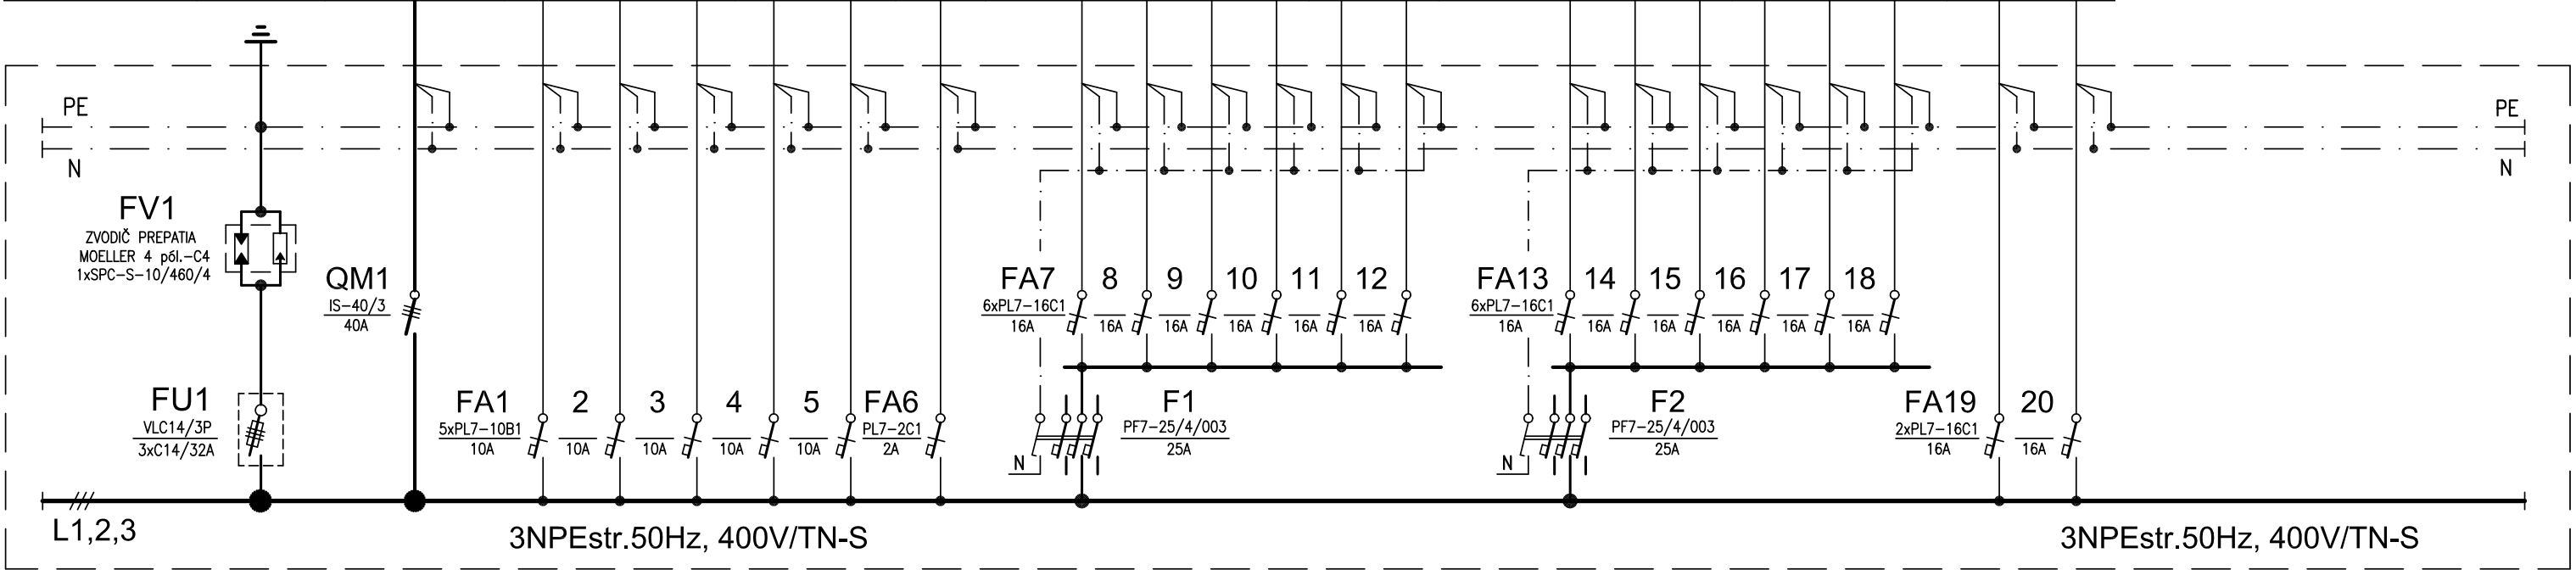 PE
PE
N
N
FV1
ZVODIČ PREPATIA
MOELLER 4 pól.-C4
1xSPC-S-10/460/4
QM1
IS-40/3
40A
FA7 8 9 10 11 12
6xPL7-16C1
16A 16A 16A 16A 16A 16A
FA13 14 15 16 17 18
6xPL7-16C1
16A 16A 16A 16A 16A 16A
FU1
VLC14/3P
3xC14/32A
FA1 2 3 4 5 FA6
5xPL7-10B1 PL7-2C1
10A 10A 10A 10A 10A 2A
F1
PF7-25/4/003
25A
N
F2
PF7-25/4/003
25A
N
FA19 20
2xPL7-16C1
16A 16A
L1,2,3
3NPEstr.50Hz, 400V/TN-S
3NPEstr.50Hz, 400V/TN-S